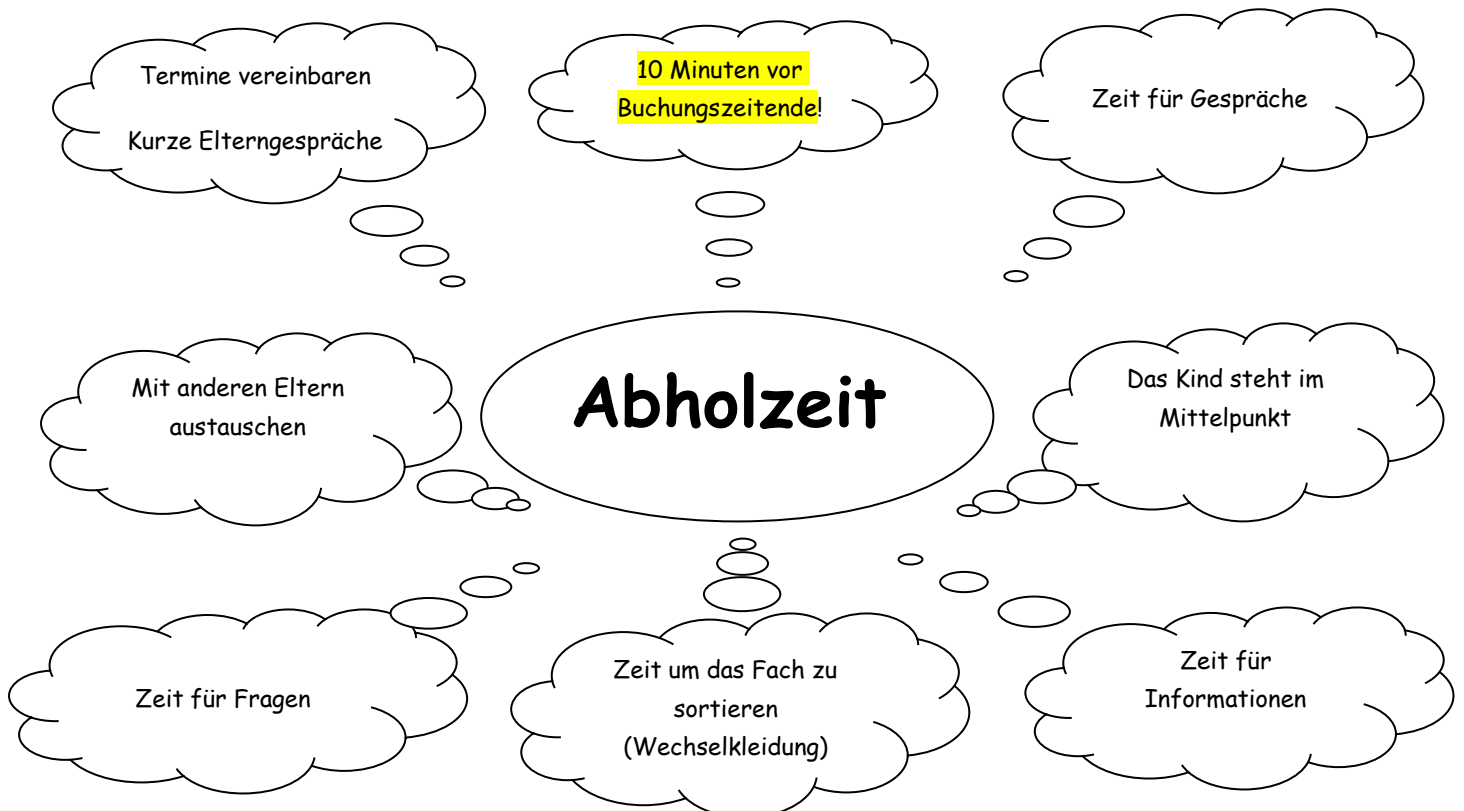 Termine vereinbaren
Kurze Elterngespräche
10 Minuten vor
Buchungszeitende!
Zeit für Gespräche
Mit anderen Eltern
austauschen
Abholzeit
Das Kind steht im
Mittelpunkt
Zeit für Fragen
Zeit um das Fach zu
sortieren
(Wechselkleidung)
Zeit für
Informationen